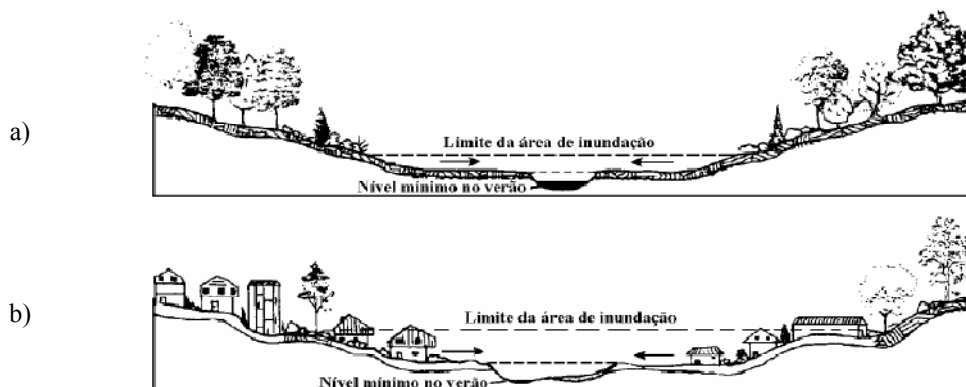 a)
Limite da área de inundação
Nível mínimo no verão
b)
Limite da área de inundação
Nível mínimo no verão